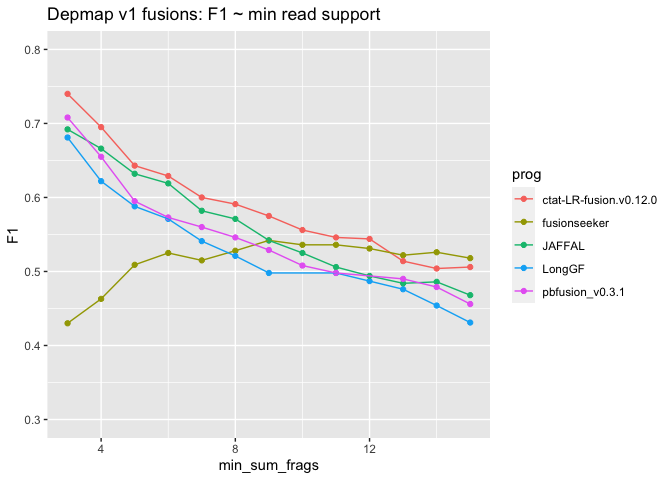 Depmap v1 fusions: F1 ~ min read support
0.8
0.7
0.6
0.5
0.4
0.3
F1
4
8
12
min_sum_frags
prog
ctat-LR-fusion.v0.12.0
fusionseeker
JAFFAL
LongGF
pbfusion_v0.3.1